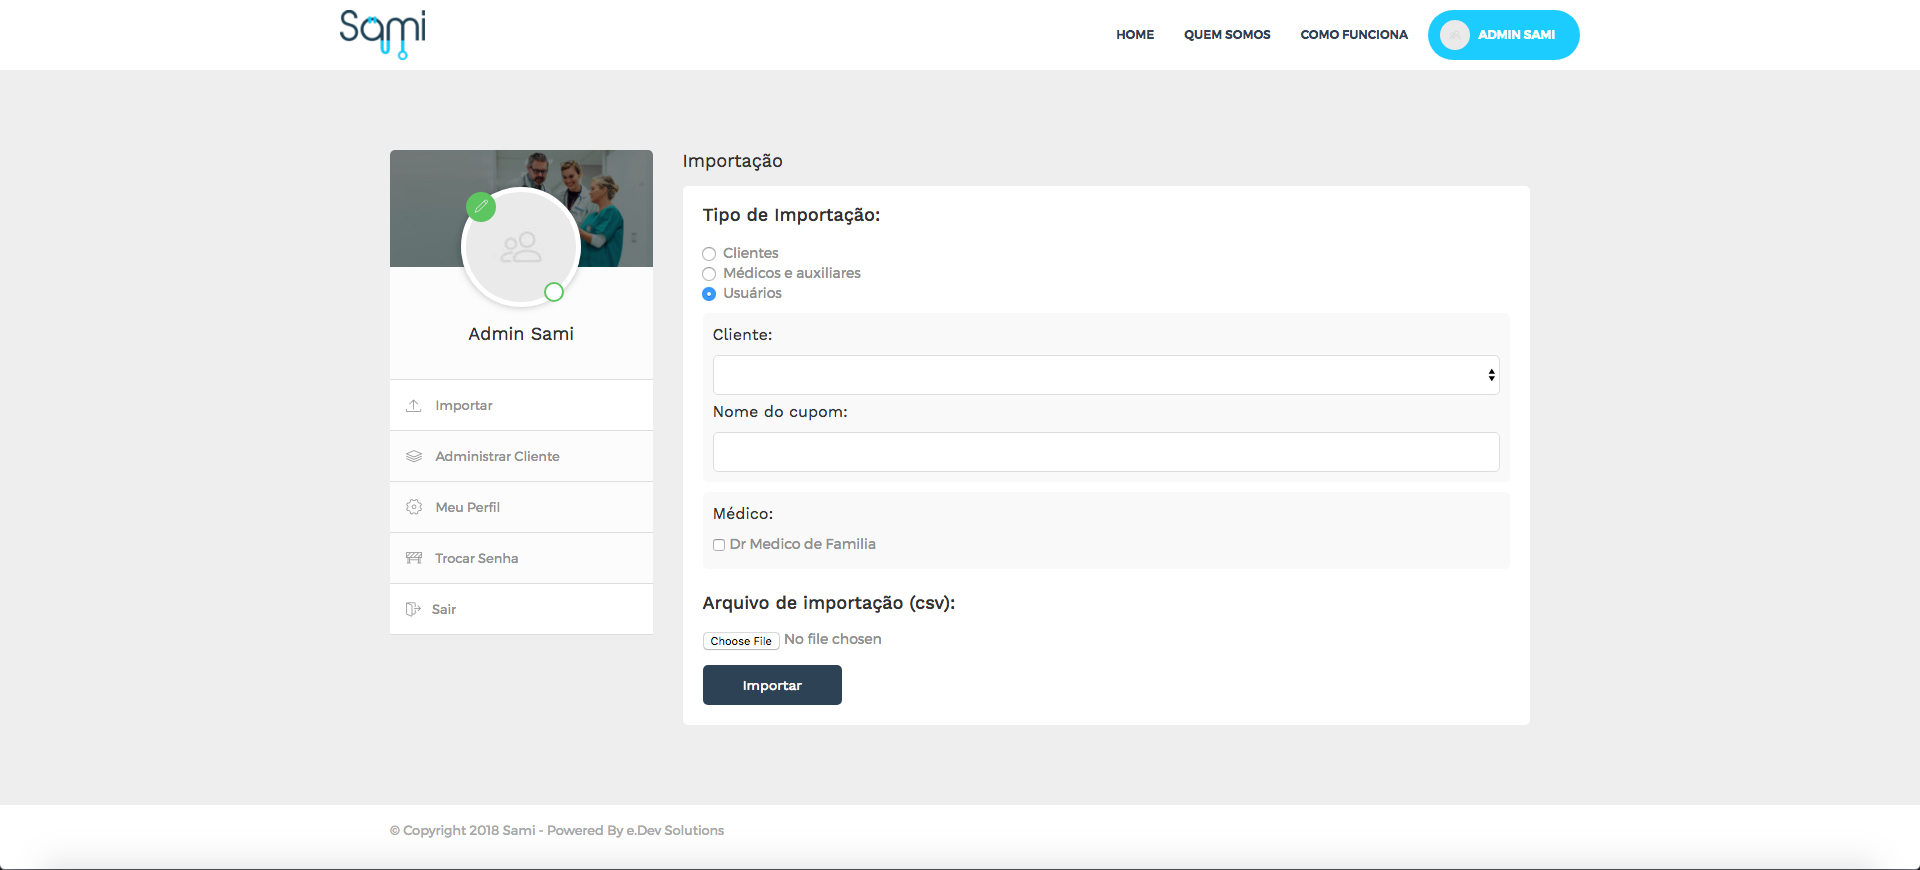 Sami
HOME
QUEM SOMOS
COMO FUNCIONA
ADMIN SAMI
Admin Sami
Importar
Administrar Cliente
Meu Perfil
Trocar Senha
Sair
Importação
Tipo de Importação:
Clientes
Médicos e auxiliares
Usuários
Cliente:
Nome do cupom:
Médico:
Dr Medico de Familia
Arquivo de importação (csv):
Choose File No file chosen
Importar
© Copyright 2018 Sami - Powered By e.Dev Solutions